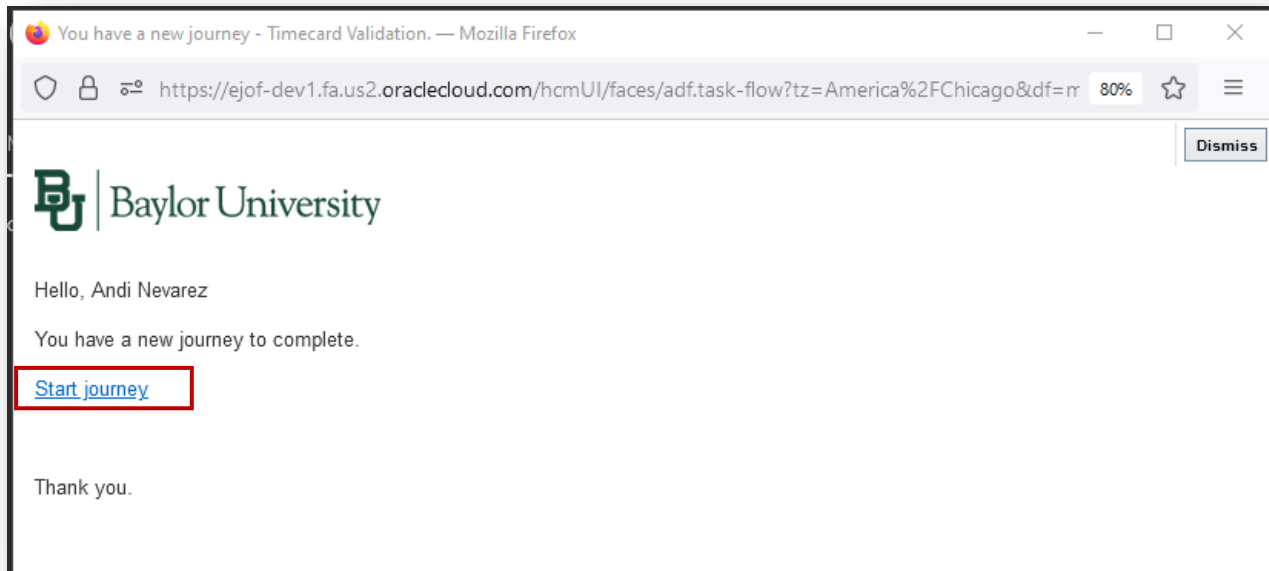 You have a new journey - Timecard Validation. — Mozilla Firefox
https://ejof-dev1.fa.us2.oraclecloud.com/hcmUI/faces/adf.task-flow?tz=America%2FChicago&df=m 80%
Dismiss
BU Baylor University
Hello, Andi Nevarez
You have a new journey to complete.
Start journey
Thank you.